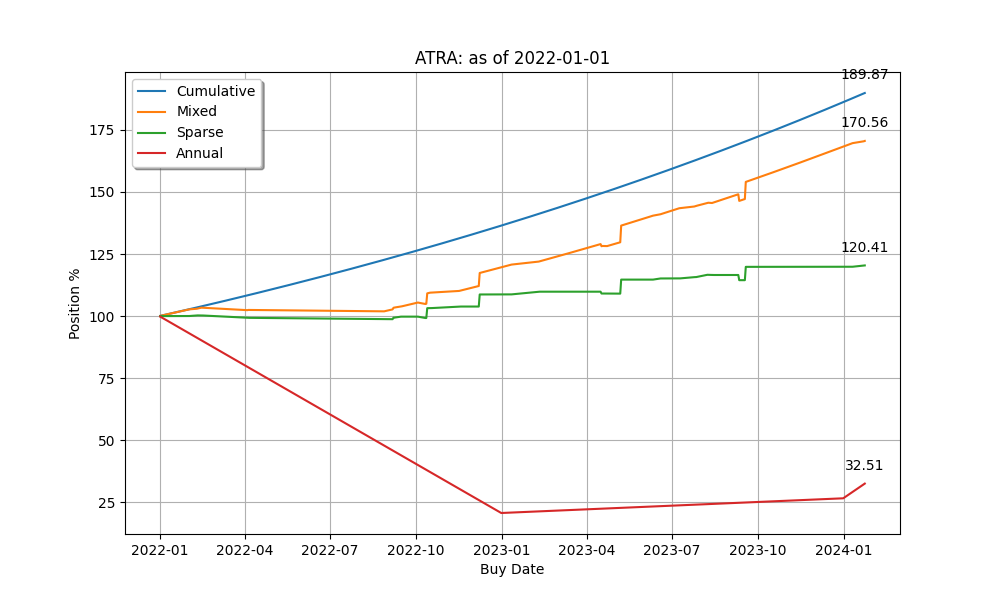 ATRA: as of 2022-01-01
Cumulative
Mixed
Sparse
Annual
189.87
170.56
120.41
32.51
175
150
125
100
75
50
25
Position %
2022-01 2022-04 2022-07 2022-10 2023-01 2023-04 2023-07 2023-10 2024-01
Buy Date